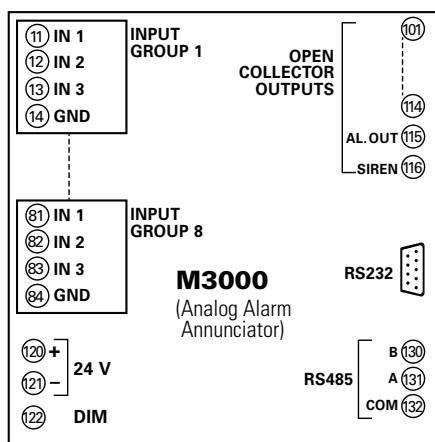 11 IN 1
12 IN 2
13 IN 3
14 GND
INPUT
GROUP 1
OPEN
COLLECTOR
OUTPUTS
101
114
AL. OUT 115
SIREN 116
81 IN 1
82 IN 2
83 IN 3
84 GND
INPUT
GROUP 8
M3000
(Analog Alarm
Annunciator)
RS232
120 +
121 –
24 V
122 DIM
RS485
B 130
A 131
COM 132